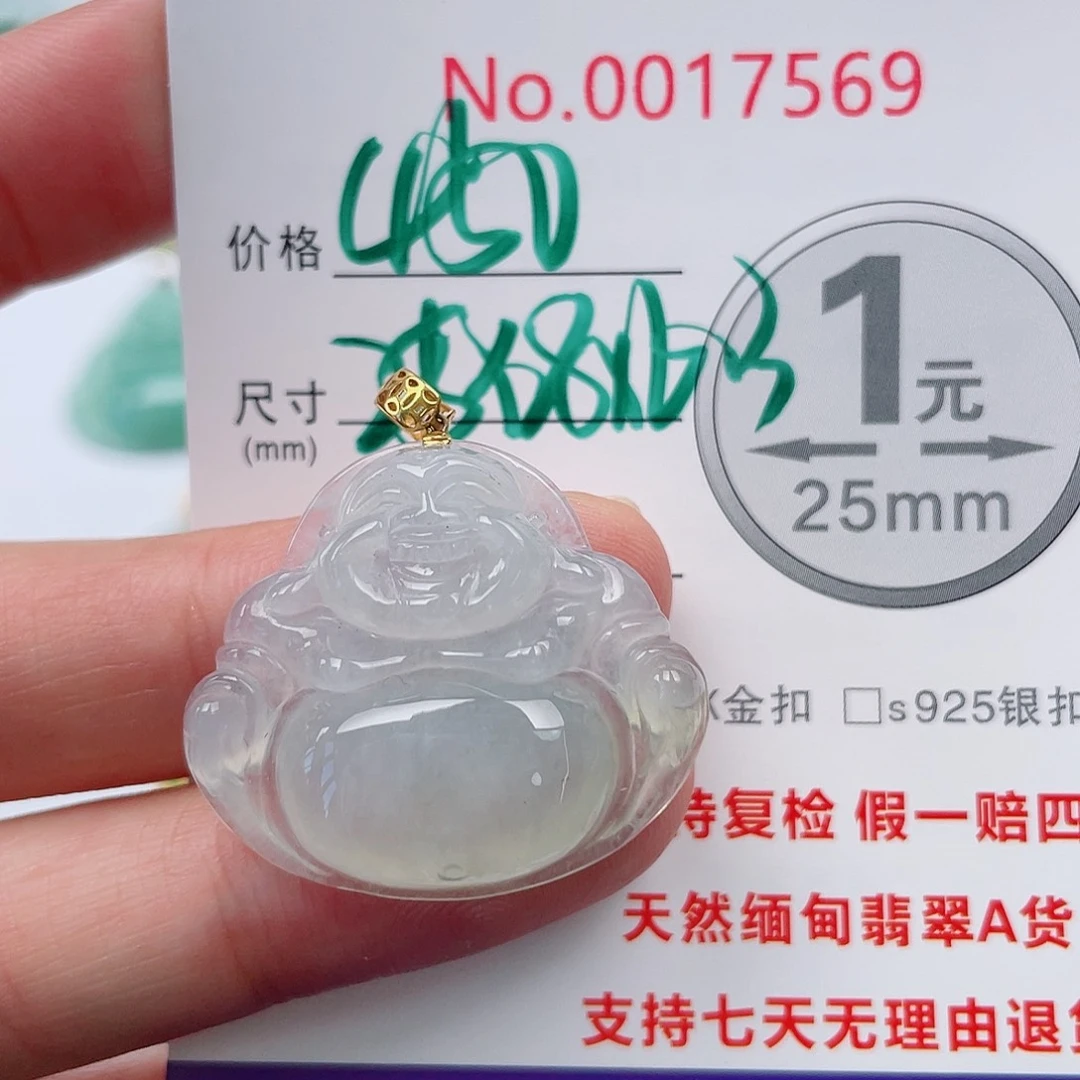 No.0017569
价格
尺寸
(mm)
1元
25mm
金扣 □s925银扣
持复检 假一赔四
天然缅甸翡翠A货
支持七天无理由退货